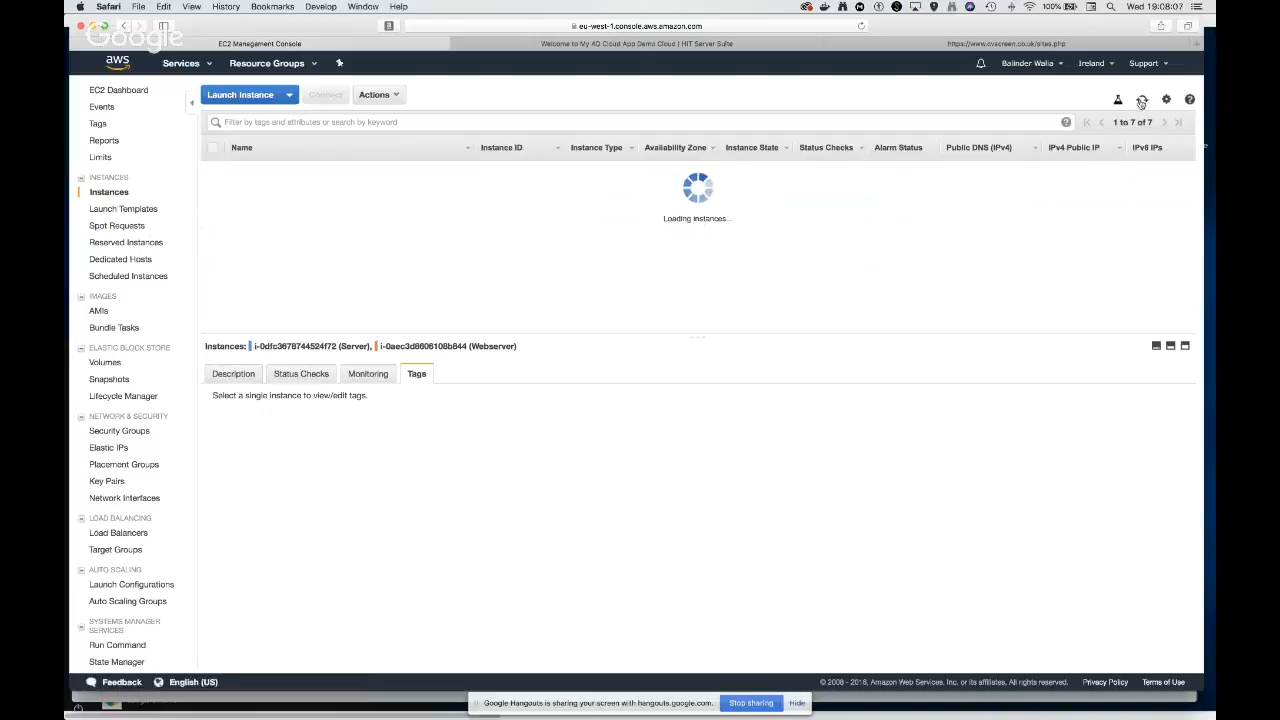 Safari File Edit View History Bookmarks Develop Window Help
100% Wed 19:08:07
Google
eu-west-1.console.aws.amazon.com
EC2 Management Console Welcome to My 4D Cloud App Demo Cloud | HIT Server Suite https://www.cvscreen.co.uk/sites.php
aws Services Resource Groups Balinder Walia Ireland Support
EC2 Dashboard
Events
Tags
Reports
Limits
INSTANCES
Instances
Launch Templates
Spot Requests
Reserved Instances
Dedicated Hosts
Scheduled Instances
IMAGES
AMIs
Bundle Tasks
ELASTIC BLOCK STORE
Volumes
Snapshots
Lifecycle Manager
NETWORK & SECURITY
Security Groups
Elastic IPs
Placement Groups
Key Pairs
Network Interfaces
LOAD BALANCING
Load Balancers
Target Groups
AUTO SCALING
Launch Configurations
Auto Scaling Groups
SYSTEMS MANAGER
SERVICES
Run Command
State Manager
Launch Instance Connect Actions
Filter by tags and attributes or search by keyword
1 to 7 of 7
Name Instance ID Instance Type Availability Zone Instance State Status Checks Alarm Status Public DNS (IPv4) IPv4 Public IP IPv6 IPs
Loading instances...
Instances: i-0dfc3678744524f72 (Server), i-0aec3d8606108b844 (Webserver)
Description Status Checks Monitoring Tags
Select a single instance to view/edit tags.
Feedback English (US)
© 2008 - 2018, Amazon Web Services, Inc. or its affiliates. All rights reserved. Privacy Policy Terms of Use
Google Hangouts is sharing your screen with hangouts.google.com. Stop sharing Hide